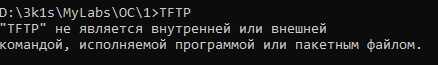 D:\3k1s\MyLabs\OC\1>TFTP
"TFTP" не является внутренней или внешней
командой, исполняемой программой или пакетным файлом.